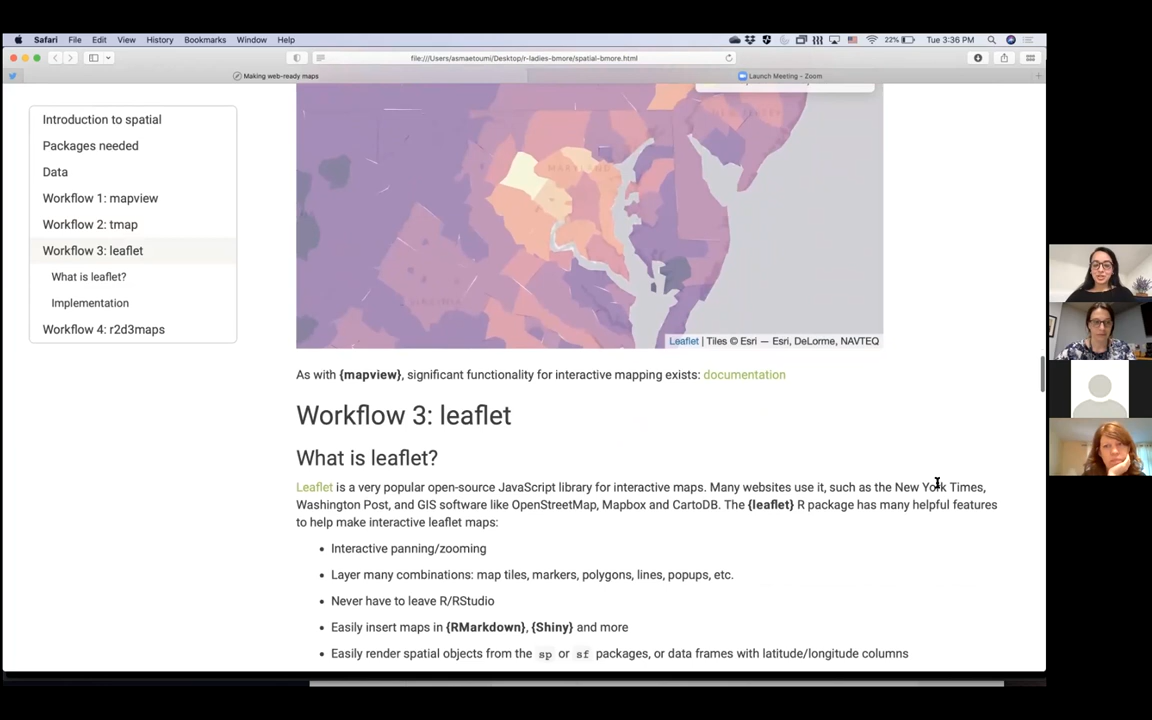 Safari File Edit View History Bookmarks Window Help 22% Tue 3:36 PM
file:///Users/asmaetoumi/Desktop/r-ladies-bmore/spatial-bmore.html
Making web-ready maps
Launch Meeting - Zoom
Introduction to spatial
Packages needed
Data
Workflow 1: mapview
Workflow 2: tmap
Workflow 3: leaflet
What is leaflet?
Implementation
Workflow 4: r2d3maps
MARYLAND
Leaflet | Tiles © Esri — Esri, DeLorme, NAVTEQ
As with {mapview}, significant functionality for interactive mapping exists: documentation
Workflow 3: leaflet
What is leaflet?
Leaflet is a very popular open-source JavaScript library for interactive maps. Many websites use it, such as the New York Times,
Washington Post, and GIS software like OpenStreetMap, Mapbox and CartoDB. The {leaflet} R package has many helpful features
to help make interactive leaflet maps:
• Interactive panning/zooming
• Layer many combinations: map tiles, markers, polygons, lines, popups, etc.
• Never have to leave R/RStudio
• Easily insert maps in {RMarkdown}, {Shiny} and more
• Easily render spatial objects from the sp or sf packages, or data frames with latitude/longitude columns